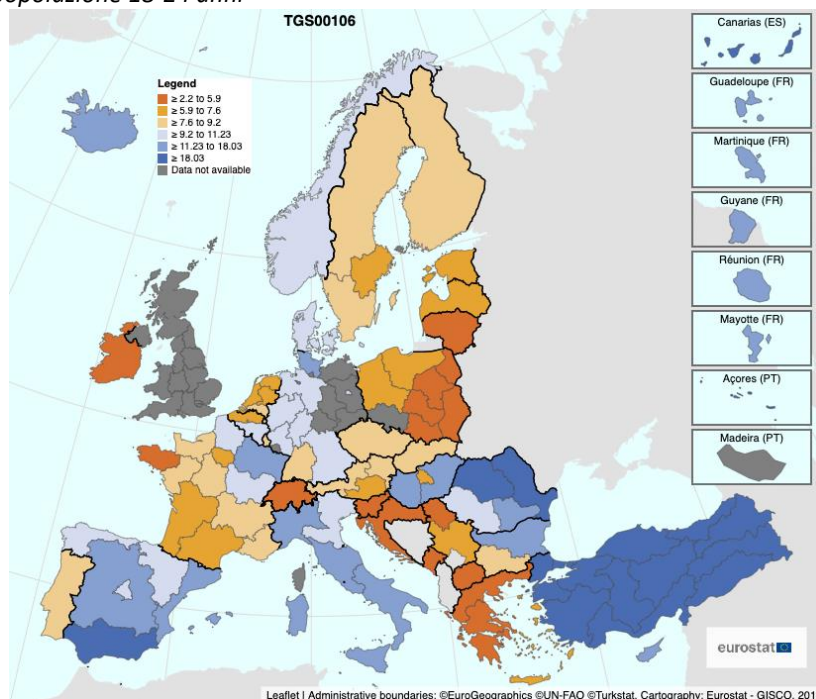 popolazione 18-24 anni
TGS00106
Legend
≥ 2.2 to 5.9
≥ 5.9 to 7.6
≥ 7.6 to 9.2
≥ 9.2 to 11.23
≥ 11.23 to 18.03
≥ 18.03
Data not available
Canarias (ES)
Guadeloupe (FR)
Martinique (FR)
Guyane (FR)
Réunion (FR)
Mayotte (FR)
Açores (PT)
Madeira (PT)
eurostat
Leaflet | Administrative boundaries: ©EuroGeographics ©UN-FAO ©Turkstat, Cartography: Eurostat - GISCO, 201